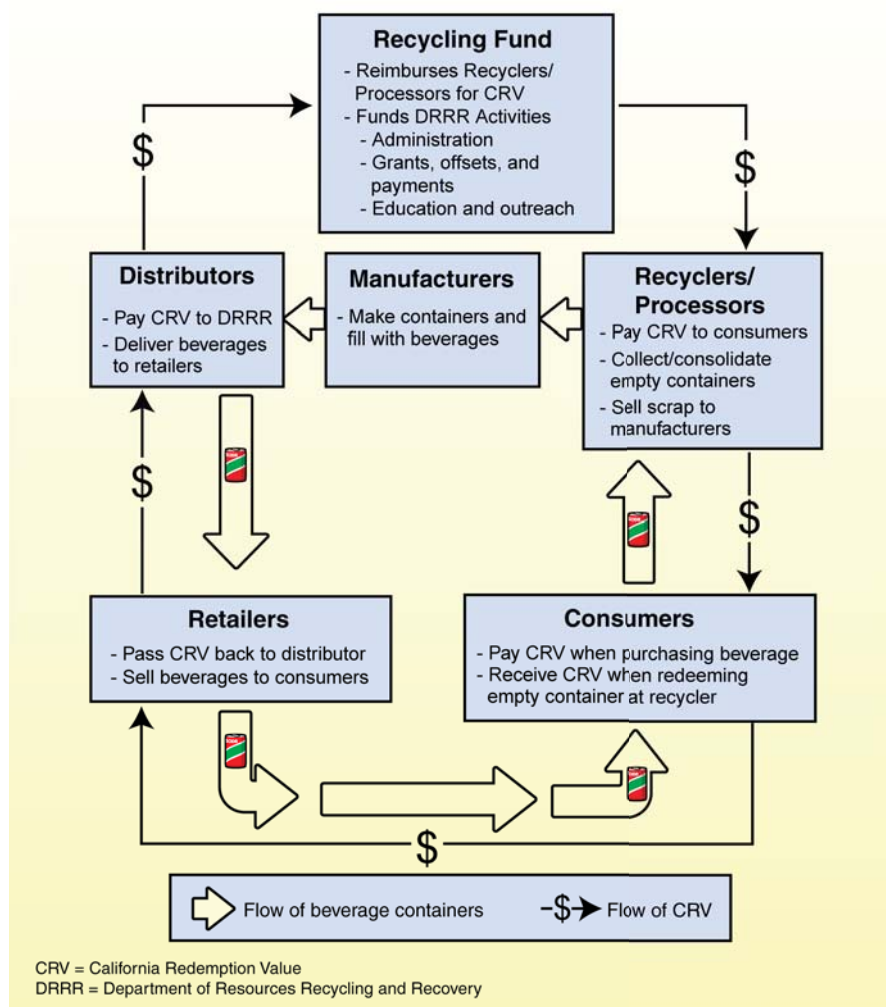 Recycling Fund
- Reimburses Recyclers/
Processors for CRV
- Funds DRRR Activities
- Administration
- Grants, offsets, and
payments
- Education and outreach
$
$
Distributors
- Pay CRV to DRRR
- Deliver beverages
to retailers
Manufacturers
- Make containers and
fill with beverages
Recyclers/
Processors
- Pay CRV to consumers
- Collect/consolidate
empty containers
- Sell scrap to
manufacturers
$
$
Retailers
- Pass CRV back to distributor
- Sell beverages to consumers
Consumers
- Pay CRV when purchasing beverage
- Receive CRV when redeeming
empty container at recycler
$
Flow of beverage containers
-$ Flow of CRV
CRV = California Redemption Value
DRRR = Department of Resources Recycling and Recovery